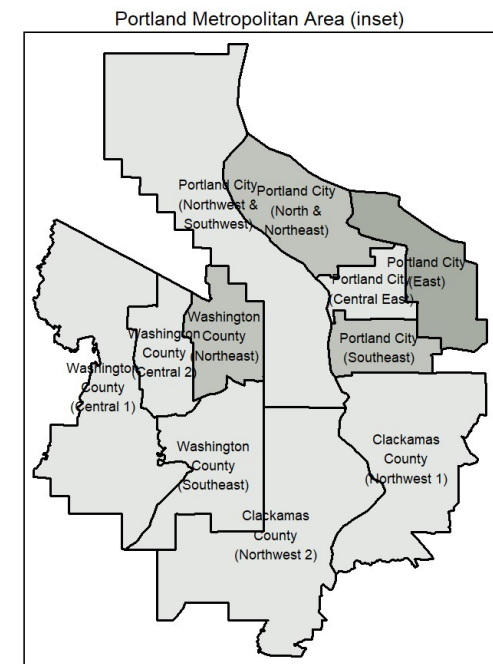 Portland Metropolitan Area (inset)
Portland City
(Northwest &
Southwest)
Portland City
(North &
Northeast)
Portland City
(East)
Portland City
(Central East)
Washington
County
(Northeast)
Washington
County
(Central 2)
Portland City
(Southeast)
Washington
County
(Central 1)
Washington
County
(Southeast)
Clackamas
County
(Northwest 1)
Clackamas
County
(Northwest 2)